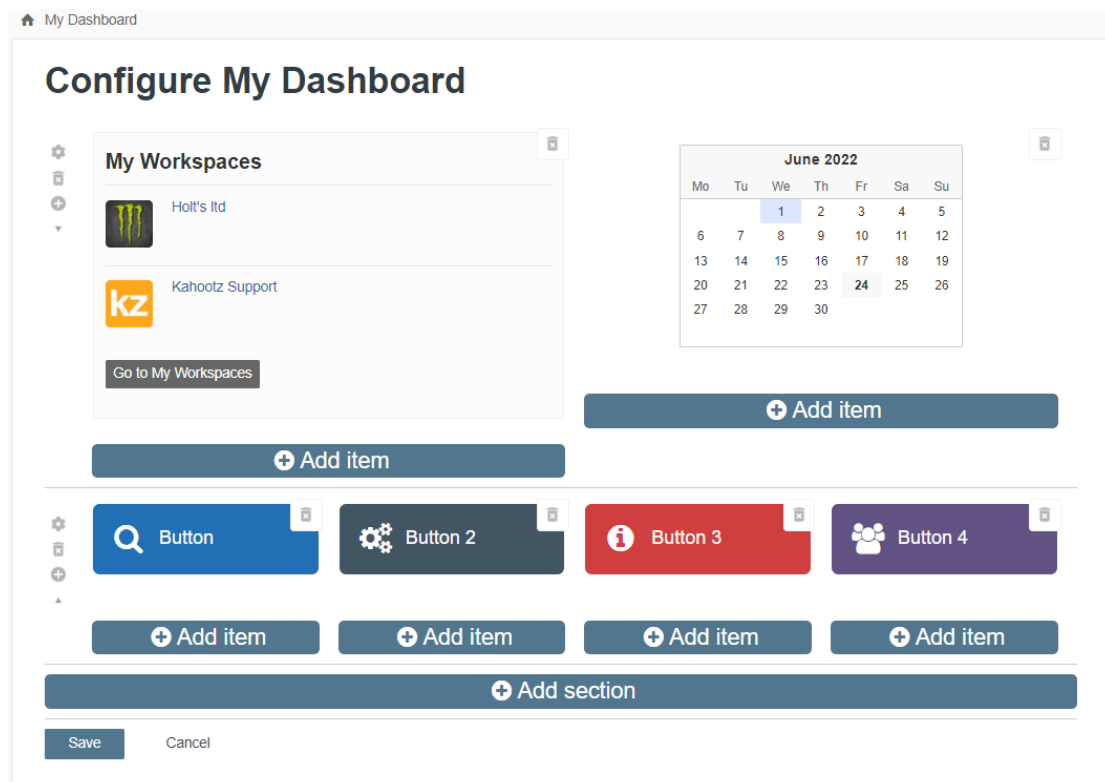 My Dashboard
Configure My Dashboard
My Workspaces
Holt's ltd
kz
Kahootz Support
Go to My Workspaces
Add item
June 2022
Mo Tu We Th Fr Sa Su
1 2 3 4 5
6 7 8 9 10 11 12
13 14 15 16 17 18 19
20 21 22 23 24 25 26
27 28 29 30
Add item
Button
Button 2
Button 3
Button 4
Add item
Add item
Add item
Add item
Add section
Save
Cancel